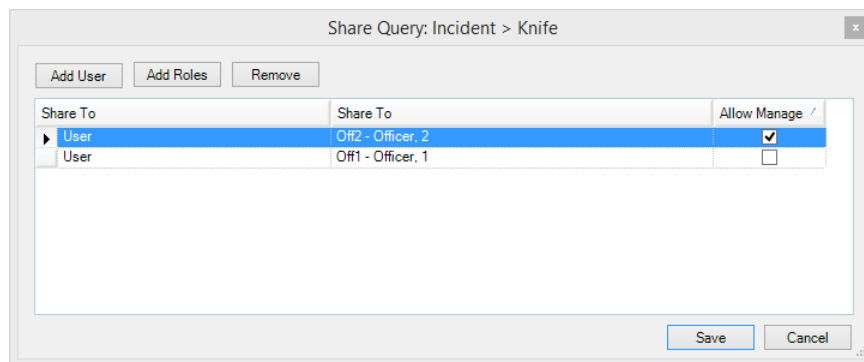 Share Query: Incident > Knife
x
Add User Add Roles Remove
Share To Share To Allow Manage
User Off2 - Officer, 2
User Off1 - Officer, 1
Save Cancel